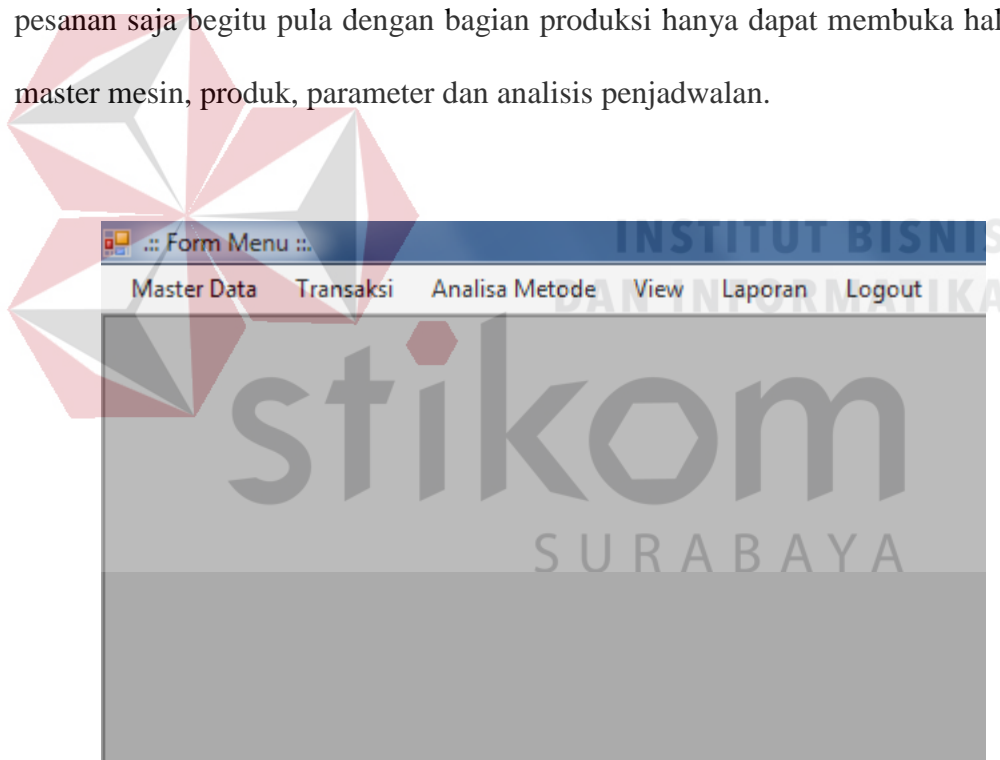 pesanan saja begitu pula dengan bagian produksi hanya dapat membuka
master mesin, produk, parameter dan analisis penjadwalan.
.:: Form Menu ::.
INSTITUT BISNIS
Master Data Transaksi Analisa Metode View Laporan Logout
DAN INFORMATIKA
stikom
SURABAYA